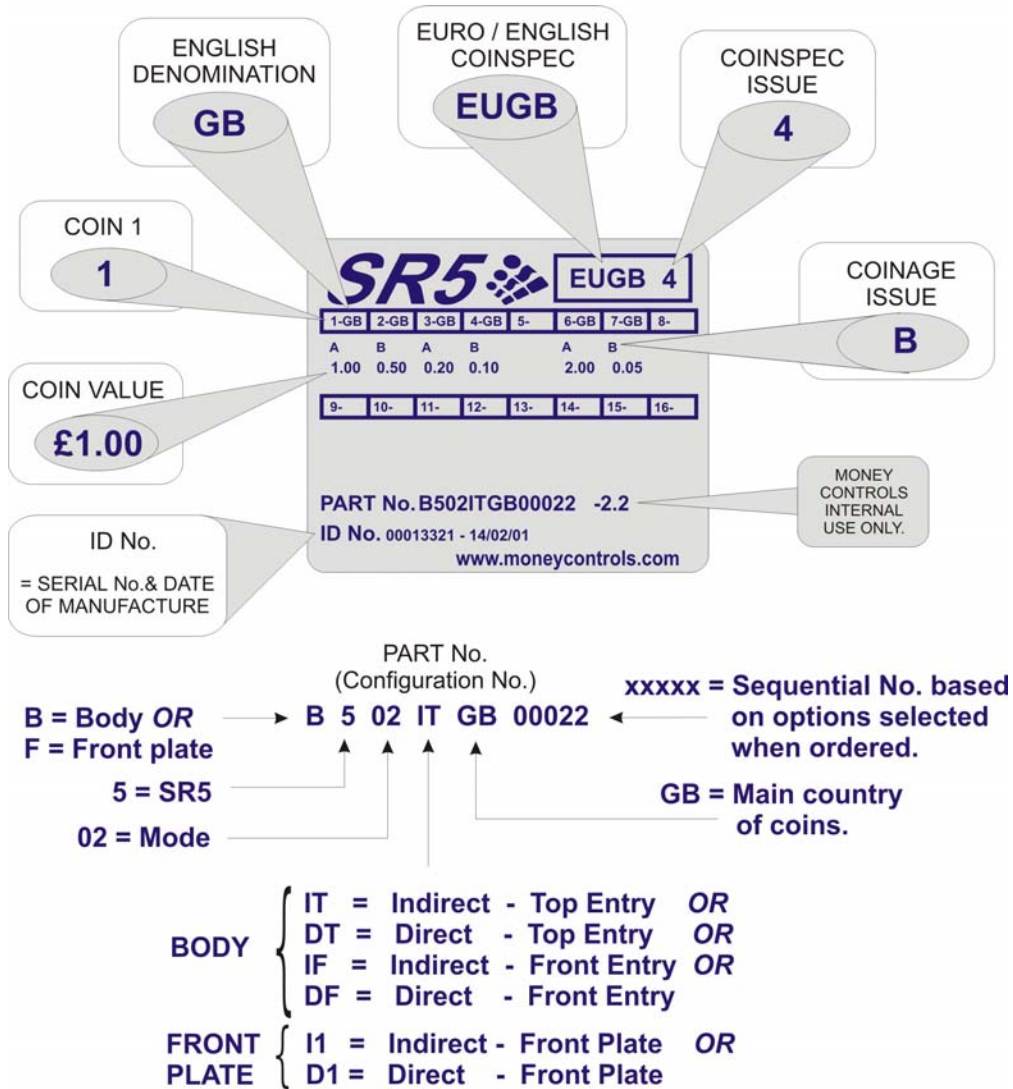 ENGLISH
DENOMINATION
GB
EURO / ENGLISH
COINSPEC
EUGB
COINSPEC
ISSUE
4
COIN 1
1
COINAGE
ISSUE
B
COIN VALUE
£1.00
SR5 EUGB 4
1-GB 2-GB 3-GB 4-GB 5- 6-GB 7-GB 8-
A B A B A B
1.00 0.50 0.20 0.10 2.00 0.05
9- 10- 11- 12- 13- 14- 15- 16-
PART No. B502ITGB00022 -2.2
ID No. 00013321 - 14/02/01
www.moneycontrols.com
MONEY
CONTROLS
INTERNAL
USE ONLY.
ID No.
= SERIAL No.& DATE
OF MANUFACTURE
PART No.
(Configuration No.)
B 5 02 IT GB 00022
B = Body OR
F = Front plate
5 = SR5
02 = Mode
xxxxx = Sequential No. based
on options selected
when ordered.
GB = Main country
of coins.
BODY
IT = Indirect - Top Entry OR
DT = Direct - Top Entry OR
IF = Indirect - Front Entry OR
DF = Direct - Front Entry
FRONT
PLATE
I1 = Indirect - Front Plate OR
D1 = Direct - Front Plate